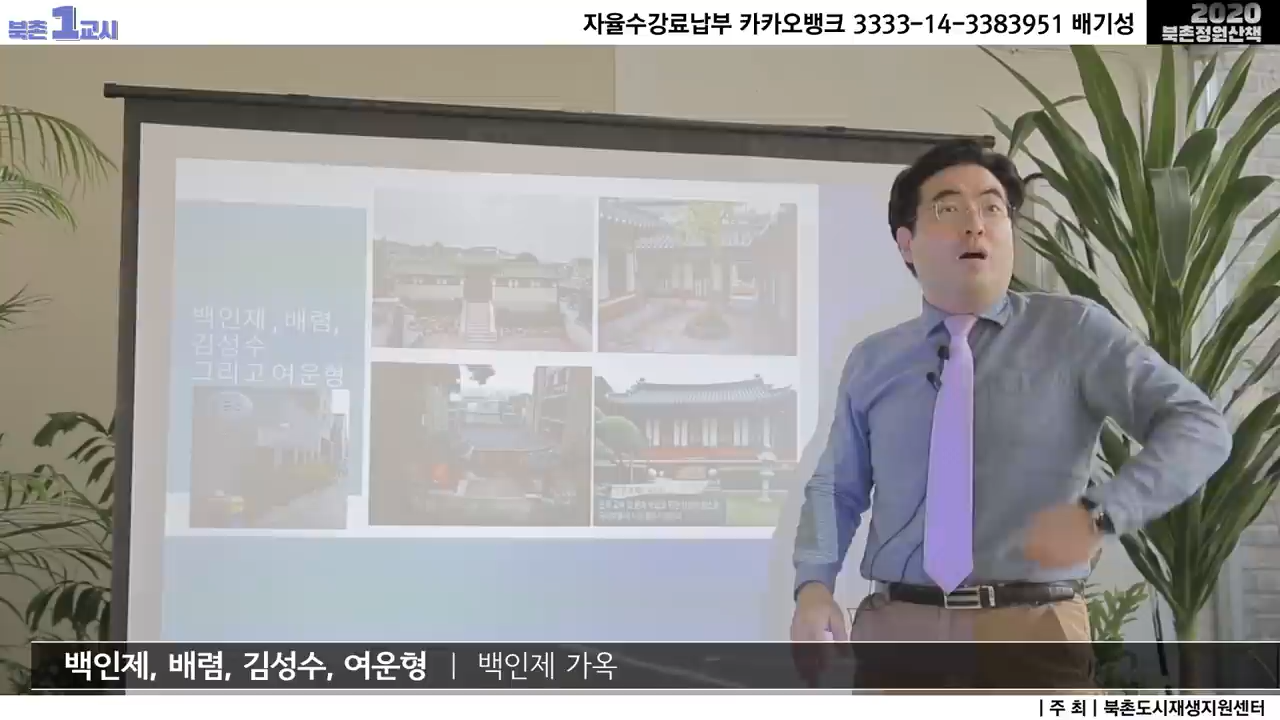 북촌 1교시
자율수강료납부 카카오뱅크 3333-14-3383951 배기성
2020
북촌정원산책
백인제, 배렴,
김성수
그리고 여운형
백인제, 배렴, 김성수, 여운형 | 백인제 가옥
| 주 최 | 북촌도시재생지원센터